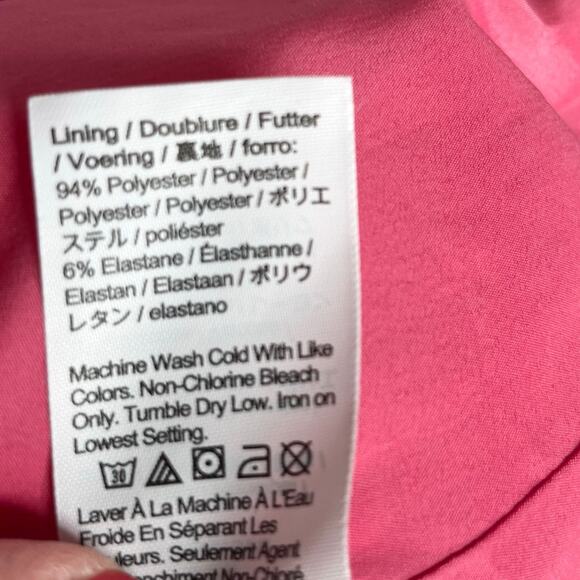 Lining / Doublure / Futter
/ Voering / 裏地 / forro:
94% Polyester / Polyester /
Polyester / Polyester / ポリエ
ステル / poliéster
6% Elastane / Élasthanne /
Elastan / Elastaan / ポリウ
レタン / elastano
Machine Wash Cold With Like
Colors. Non-Chlorine Bleach
Only. Tumble Dry Low. Iron on
Lowest Setting.
30
Laver À La Machine À L'Eau
Froide En Séparant Les
Seulement Agent
Non-Chloré